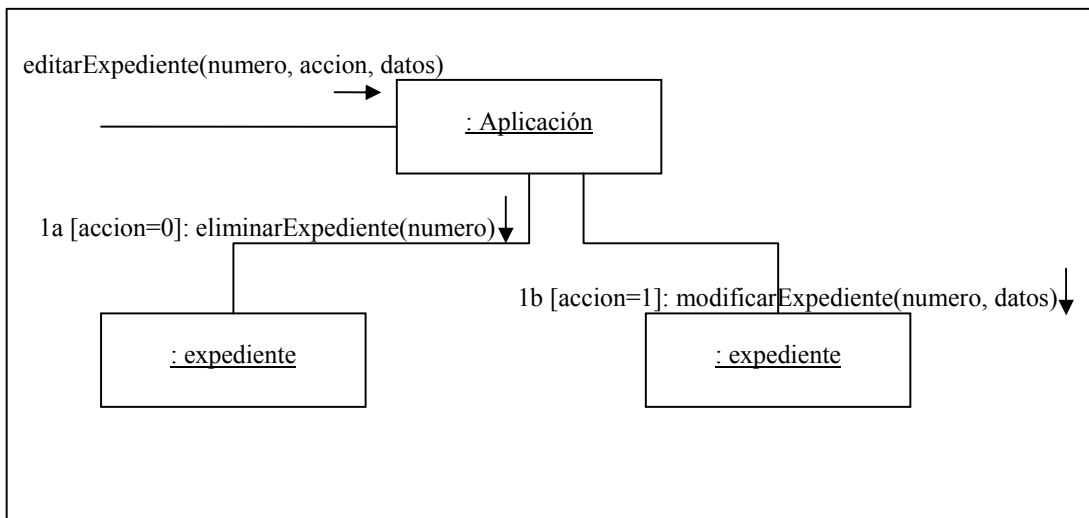 editarExpediente(numero, accion, datos)
: Aplicación
1a [accion=0]: eliminarExpediente(numero)
1b [accion=1]: modificarExpediente(numero, datos)
: expediente
: expediente